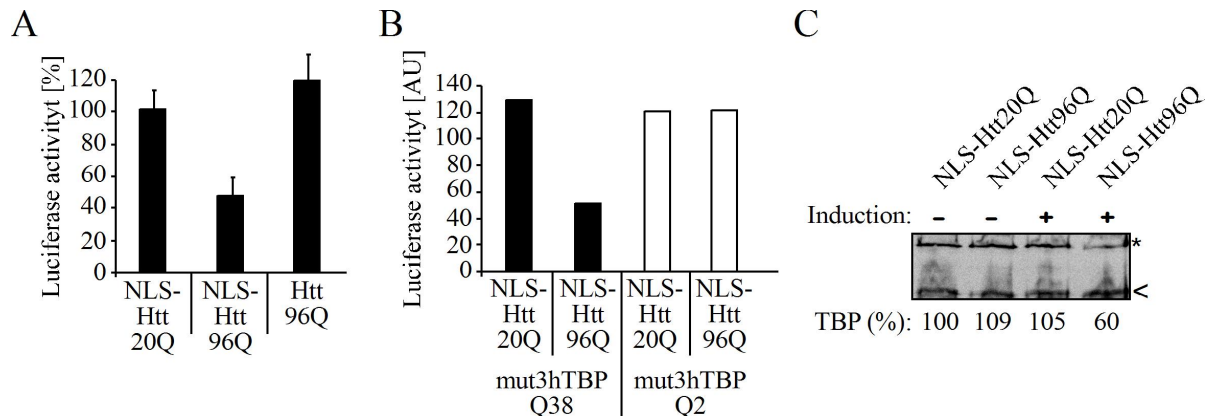 A
Luciferase activityt [%]
120
100
80
60
40
20
0
NLS-
Htt
20Q
NLS-
Htt
96Q
Htt
96Q
B
Luciferase activityt [AU]
140
120
100
80
60
40
20
0
NLS-
Htt
20Q
NLS-
Htt
96Q
NLS-
Htt
20Q
NLS-
Htt
96Q
mut3hTBP
Q38
mut3hTBP
Q2
C
NLS-Htt20Q
NLS-Htt96Q
NLS-Htt20Q
NLS-Htt96Q
Induction: - - + +
*
<
TBP (%): 100 109 105 60